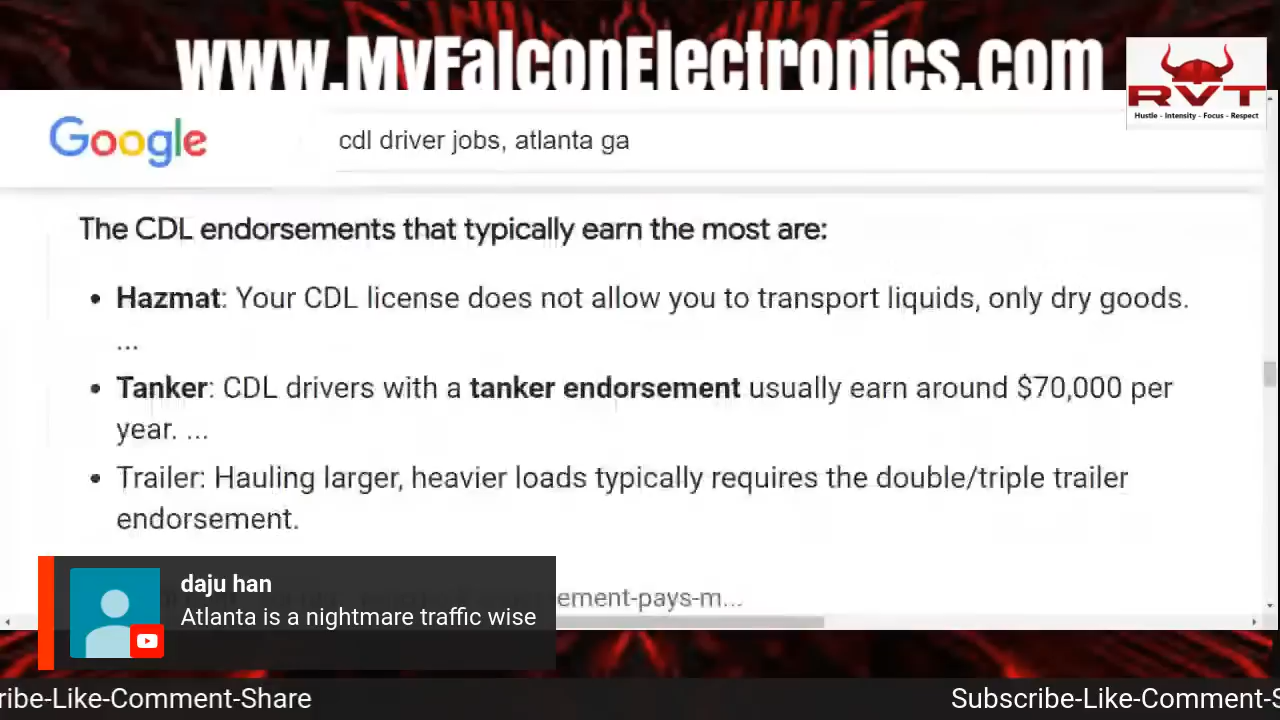 www.MyFalconElectronics.com
RVT
Hustle - Intensity - Focus - Respect
Google
cdl driver jobs, atlanta ga
The CDL endorsements that typically earn the most are:
• Hazmat: Your CDL license does not allow you to transport liquids, only dry goods.
...
• Tanker: CDL drivers with a tanker endorsement usually earn around $70,000 per
year. ...
• Trailer: Hauling larger, heavier loads typically requires the double/triple trailer
endorsement.
ement-pays-m...
daju han
Atlanta is a nightmare traffic wise
ribe-Like-Comment-Share
Subscribe-Like-Comment-S